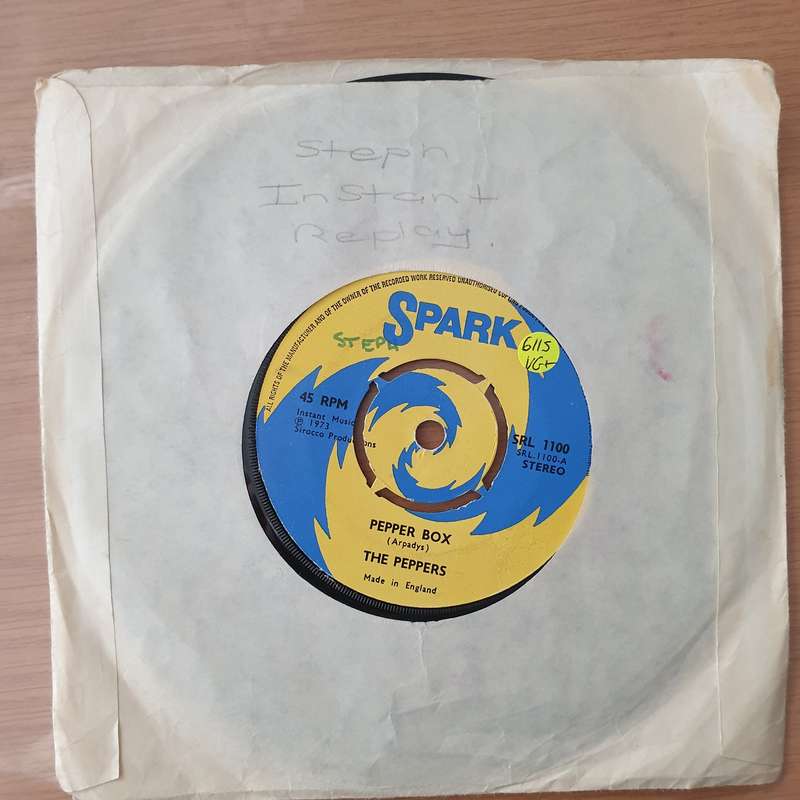 Steph
Instant
Replay.
ALL RIGHTS OF THE MANUFACTURER AND OF THE OWNER OF THE RECORDED WORK RESERVED UNAUTHORISED
SPARK
STEPH
6115
VG+
45 RPM
Instant Music
℗ 1973
Sirocco Produ ons
SRL 1100
SRL.1100-A
STEREO
PEPPER BOX
(Arpadys)
THE PEPPERS
Made in England